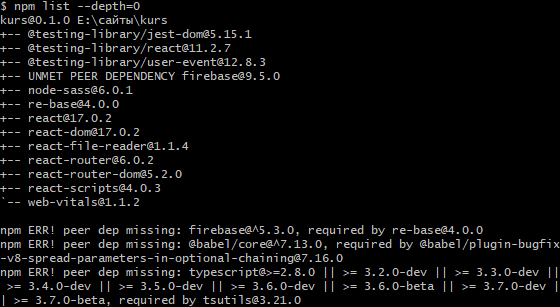 $ npm list --depth=0
kurs@0.1.0 E:\сайты\kurs
+-- @testing-library/jest-dom@5.15.1
+-- @testing-library/react@11.2.7
+-- @testing-library/user-event@12.8.3
+-- UNMET PEER DEPENDENCY firebase@9.5.0
+-- node-sass@6.0.1
+-- re-base@4.0.0
+-- react@17.0.2
+-- react-dom@17.0.2
+-- react-file-reader@1.1.4
+-- react-router@6.0.2
+-- react-router-dom@5.2.0
+-- react-scripts@4.0.3
`-- web-vitals@1.1.2
npm ERR! peer dep missing: firebase@^5.3.0, required by re-base@4.0.0
npm ERR! peer dep missing: @babel/core@^7.13.0, required by @babel/plugin-bugfix
-v8-spread-parameters-in-optional-chaining@7.16.0
npm ERR! peer dep missing: typescript@>=2.8.0 || >= 3.2.0-dev || >= 3.3.0-dev ||
 >= 3.4.0-dev || >= 3.5.0-dev || >= 3.6.0-dev || >= 3.6.0-beta || >= 3.7.0-dev |
| >= 3.7.0-beta, required by tsutils@3.21.0